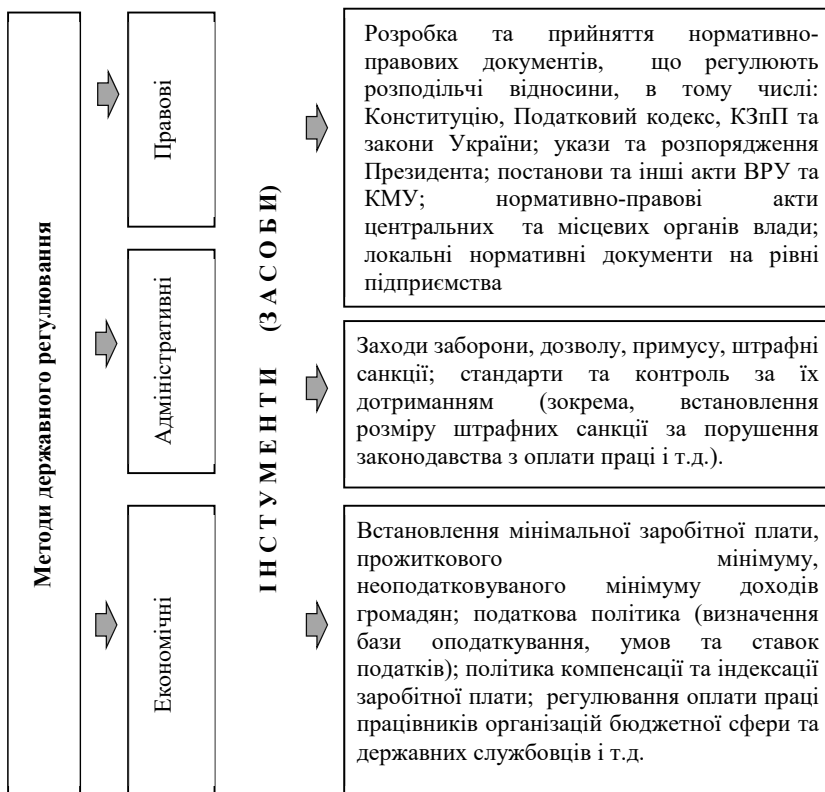 Методи державного регулювання
Правові
Адміністративні
Економічні
ІНСТУМЕНТИ (ЗАСОБИ)
Розробка та прийняття нормативно-
правових документів, що регулюють
розподільчі відносини, в тому числі:
Конституцію, Податковий кодекс, КЗпП та
закони України; укази та розпорядження
Президента; постанови та інші акти ВРУ та
КМУ; нормативно-правові акти
центральних та місцевих органів влади;
локальні нормативні документи на рівні
підприємства
Заходи заборони, дозволу, примусу, штрафні
санкції; стандарти та контроль за їх
дотриманням (зокрема, встановлення
розміру штрафних санкції за порушення
законодавства з оплати праці і т.д.).
Встановлення мінімальної заробітної плати,
прожиткового мінімуму,
неоподатковуваного мінімуму доходів
громадян; податкова політика (визначення
бази оподаткування, умов та ставок
податків); політика компенсації та індексації
заробітної плати; регулювання оплати праці
працівників організацій бюджетної сфери та
державних службовців і т.д.